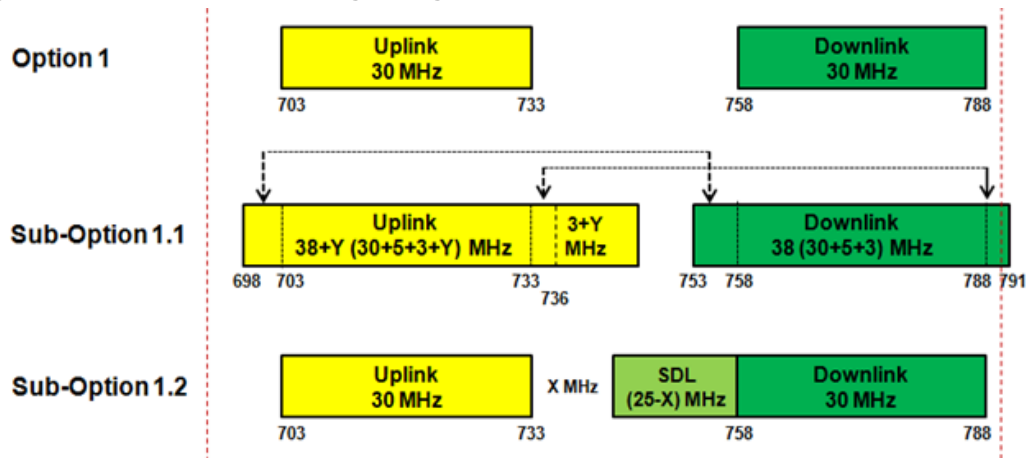 Option 1
Uplink
30 MHz
Downlink
30 MHz
703
733
758
788
Sub-Option 1.1
Uplink
38+Y (30+5+3+Y) MHz
3+Y
MHz
Downlink
38 (30+5+3) MHz
698
703
733
736
753
758
788
791
Sub-Option 1.2
Uplink
30 MHz
X MHz
SDL
(25-X) MHz
Downlink
30 MHz
703
733
758
788